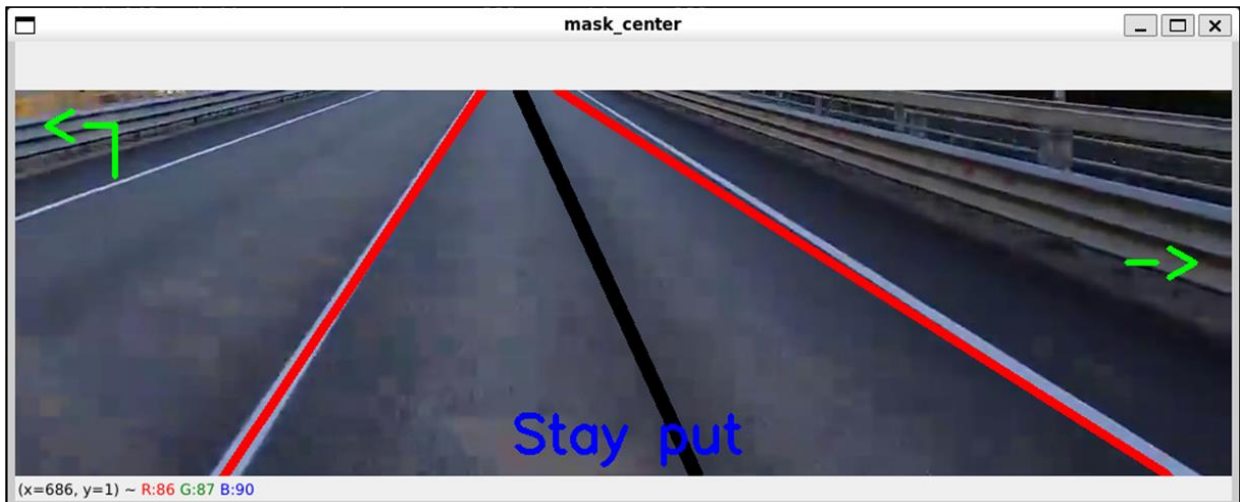 mask_center
Stay put
(x=686, y=1) ~ R:86 G:87 B:90